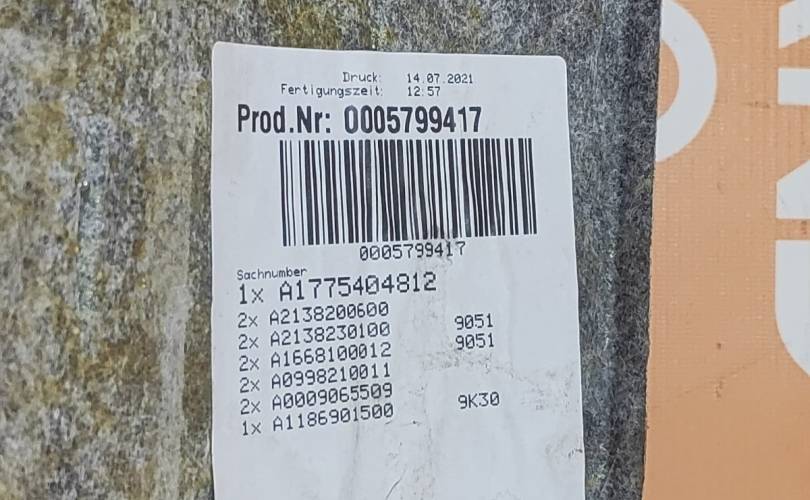 Druck: 14.07.2021
Fertigungszeit: 12:57
Prod.Nr: 0005799417
0005799417
Sachnumber
1x A1775404812
2x A2138200600
2x A2138230100 9051
2x A1668100012 9051
2x A0998210011
2x A0009065509
1x A1186901500 9K30